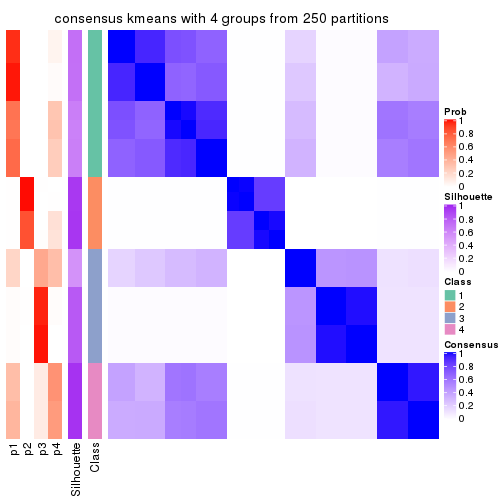 consensus kmeans with 4 groups from 250 partitions
Prob
1
0.8
0.6
0.4
0.2
0
Silhouette
1
0.8
0.6
0.4
0.2
0
Class
1
2
3
4
Consensus
1
0.8
0.6
0.4
0.2
0
p1
p2
p3
p4
Silhouette
Class